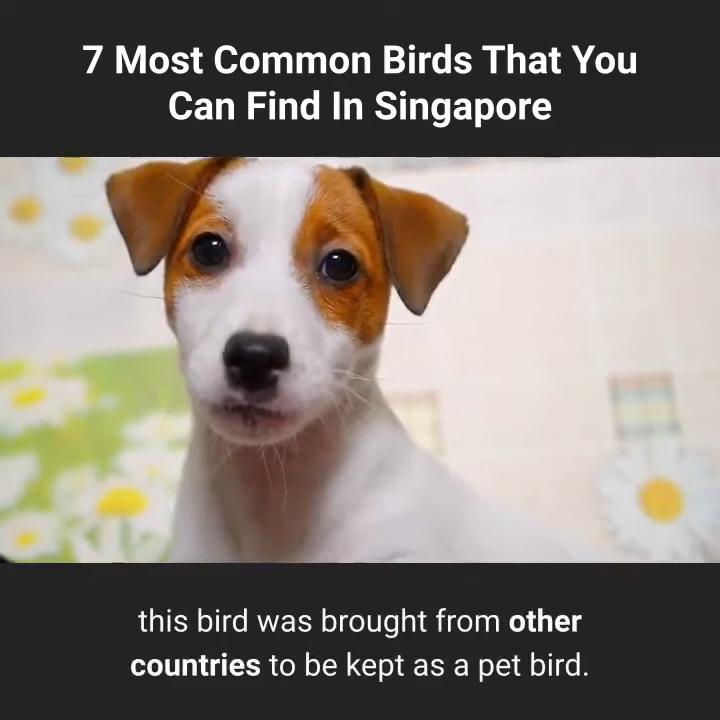 7 Most Common Birds That You
Can Find In Singapore
this bird was brought from other
countries to be kept as a pet bird.